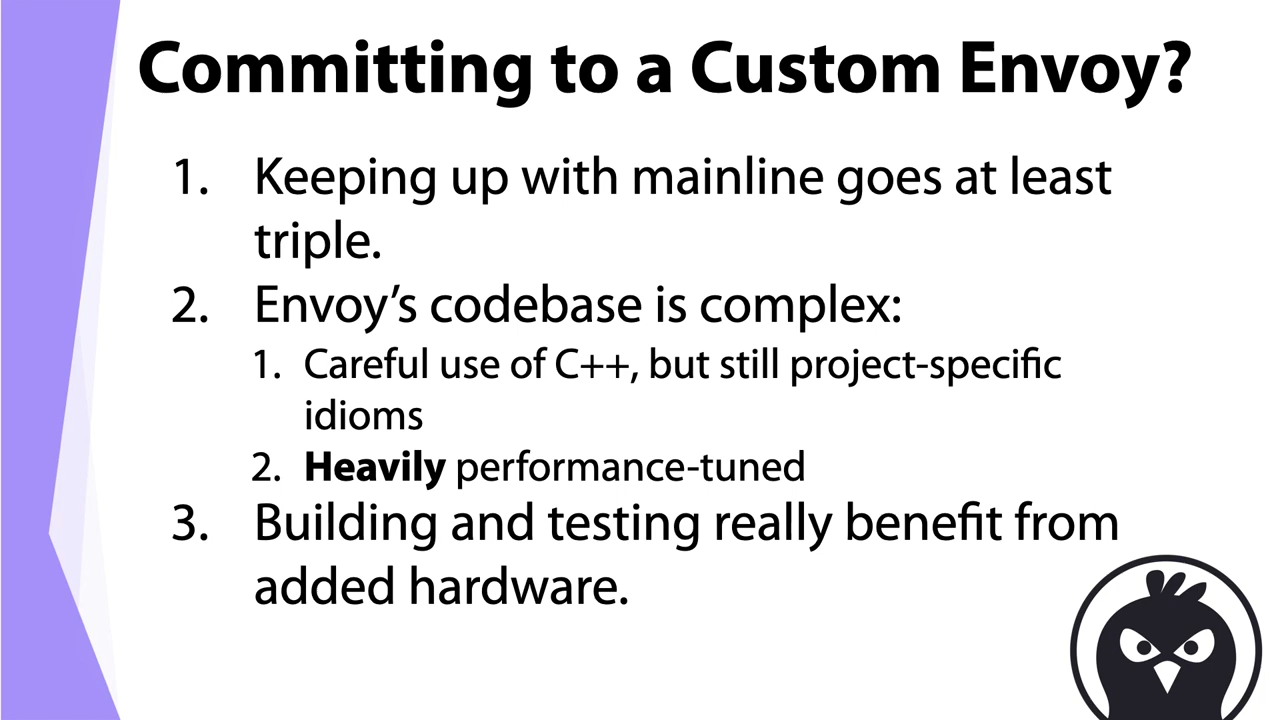 Committing to a Custom Envoy?
1. Keeping up with mainline goes at least
triple.
2. Envoy’s codebase is complex:
1. Careful use of C++, but still project-specific
idioms
2. Heavily performance-tuned
3. Building and testing really benefit from
added hardware.